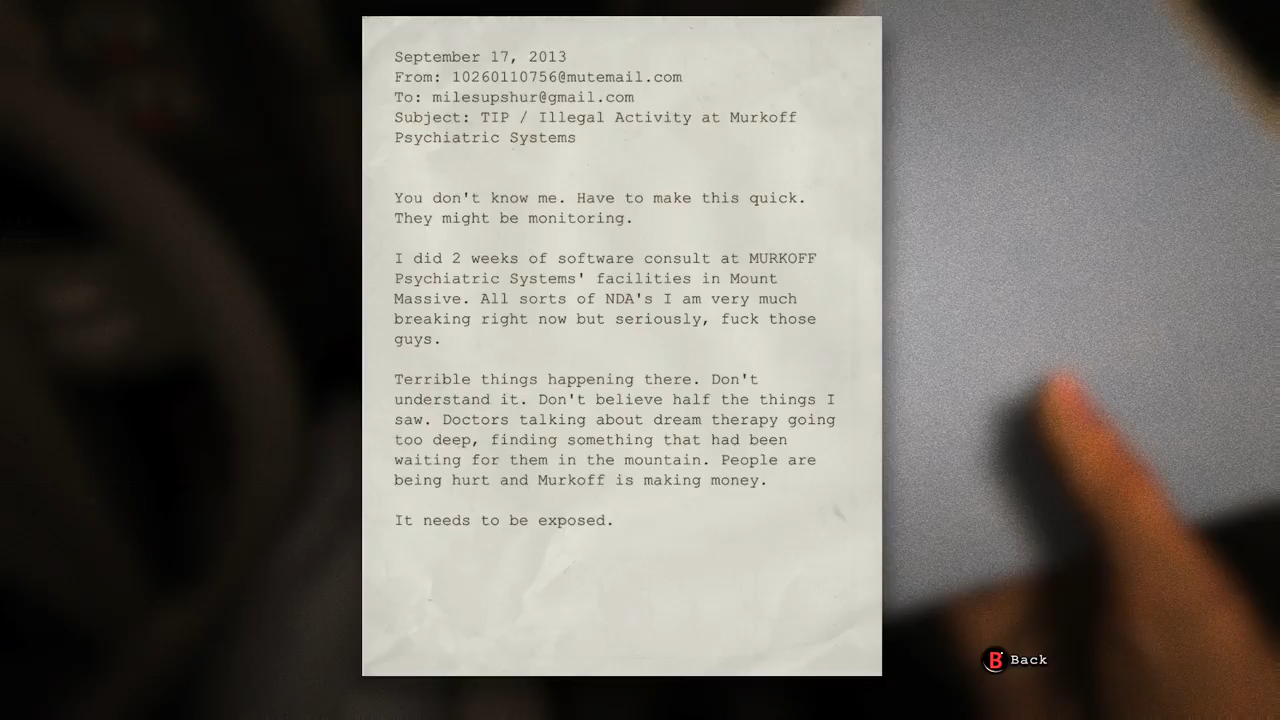 September 17, 2013
From: 10260110756@mutemail.com
To: milesupshur@gmail.com
Subject: TIP / Illegal Activity at Murkoff
Psychiatric Systems
You don't know me. Have to make this quick.
They might be monitoring.
I did 2 weeks of software consult at MURKOFF
Psychiatric Systems' facilities in Mount
Massive. All sorts of NDA's I am very much
breaking right now but seriously, fuck those
guys.
Terrible things happening there. Don't
understand it. Don't believe half the things I
saw. Doctors talking about dream therapy going
too deep, finding something that had been
waiting for them in the mountain. People are
being hurt and Murkoff is making money.
It needs to be exposed.
B Back